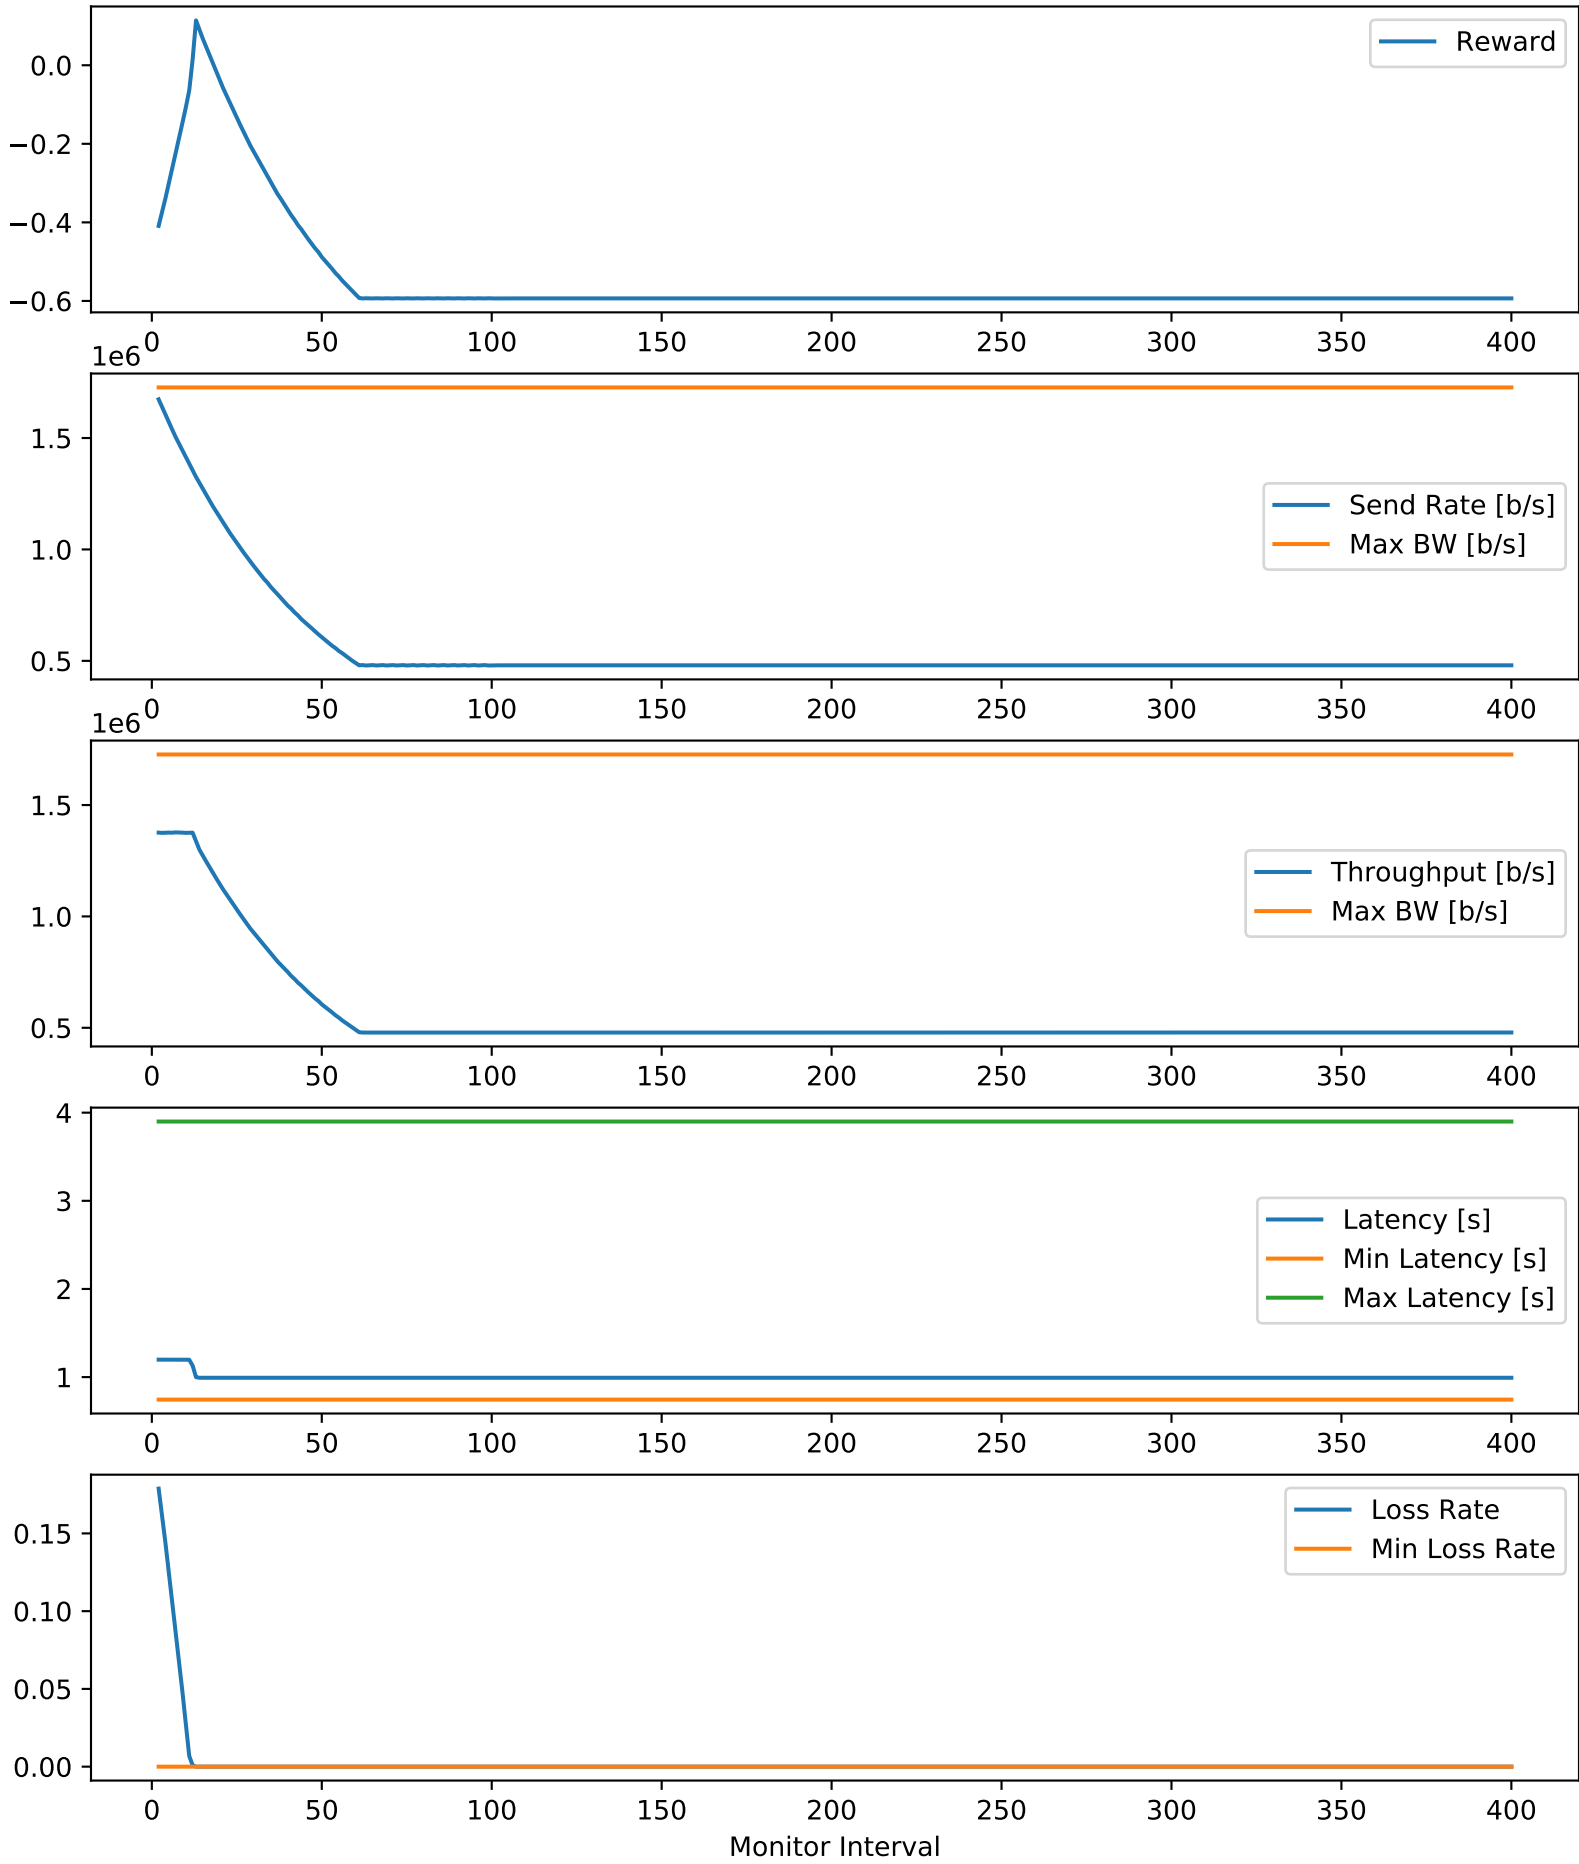 Reward
0.0
−0.2
−0.4
−0.6
0 50 100 150 200 250 300 350 400
1e6
Send Rate [b/s]
Max BW [b/s]
1.5
1.0
0.5
0 50 100 150 200 250 300 350 400
1e6
Throughput [b/s]
Max BW [b/s]
1.5
1.0
0.5
0 50 100 150 200 250 300 350 400
Latency [s]
Min Latency [s]
Max Latency [s]
4
3
2
1
0 50 100 150 200 250 300 350 400
Loss Rate
Min Loss Rate
0.15
0.10
0.05
0.00
0 50 100 150 200 250 300 350 400
Monitor Interval